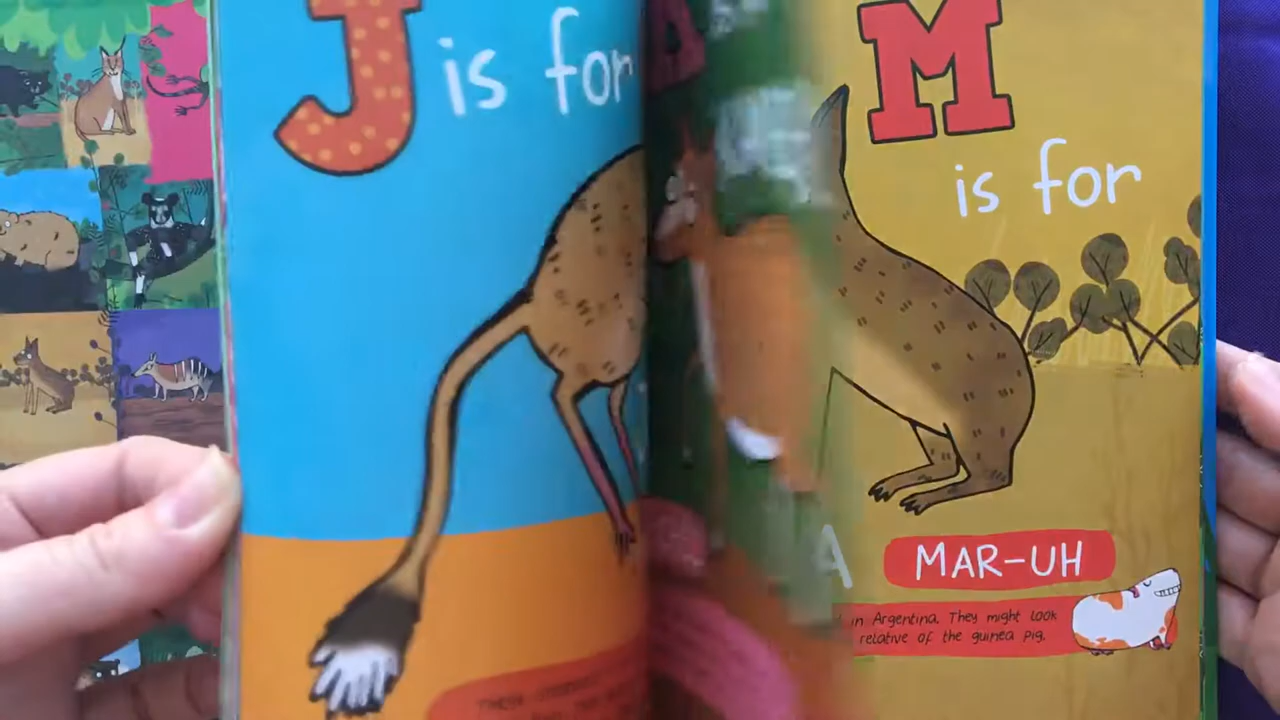 J is for
M
is for
A
MAR-UH
in Argentina. They might look
relative of the guinea pig.